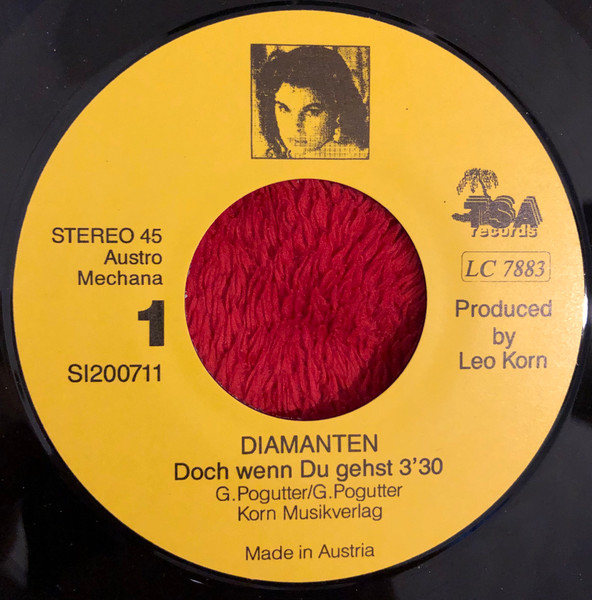 STEREO 45
Austro
Mechana
1
SI200711
TSA
records
LC 7883
Produced
by
Leo Korn
DIAMANTEN
Doch wenn Du gehst 3'30
G.Pogutter/G.Pogutter
Korn Musikverlag
Made in Austria